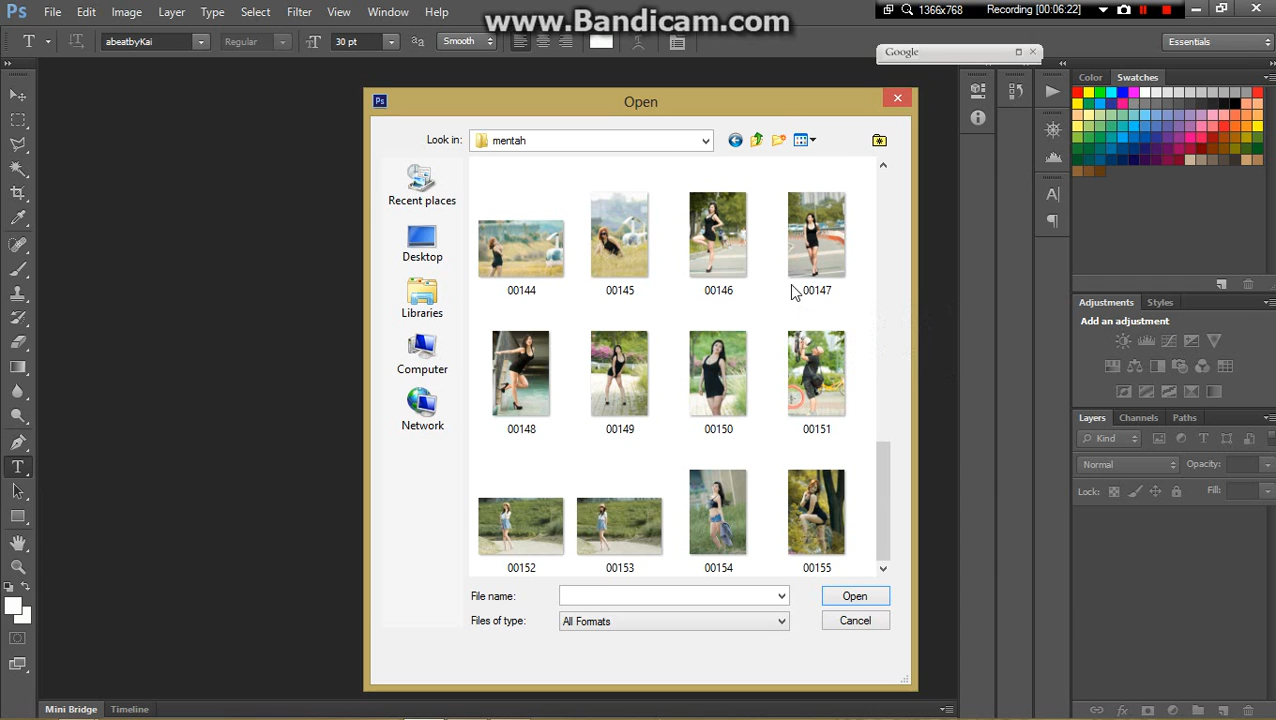 www.Bandicam.com
Ps File Edit Image Layer Type Select Filter View Window Help
1366x768 Recording [00:06:22]
T abeatbyKai Regular 30 pt aa Smooth Essentials
Google
Color Swatches
Ps Open
Look in: mentah
Recent places
Desktop
Libraries
Computer
Network
00144 00145 00146 00147
00148 00149 00150 00151
00152 00153 00154 00155
File name: Open
Files of type: All Formats Cancel
Adjustments Styles
Add an adjustment
Layers Channels Paths
Kind
Normal Opacity:
Lock: Fill:
Mini Bridge Timeline